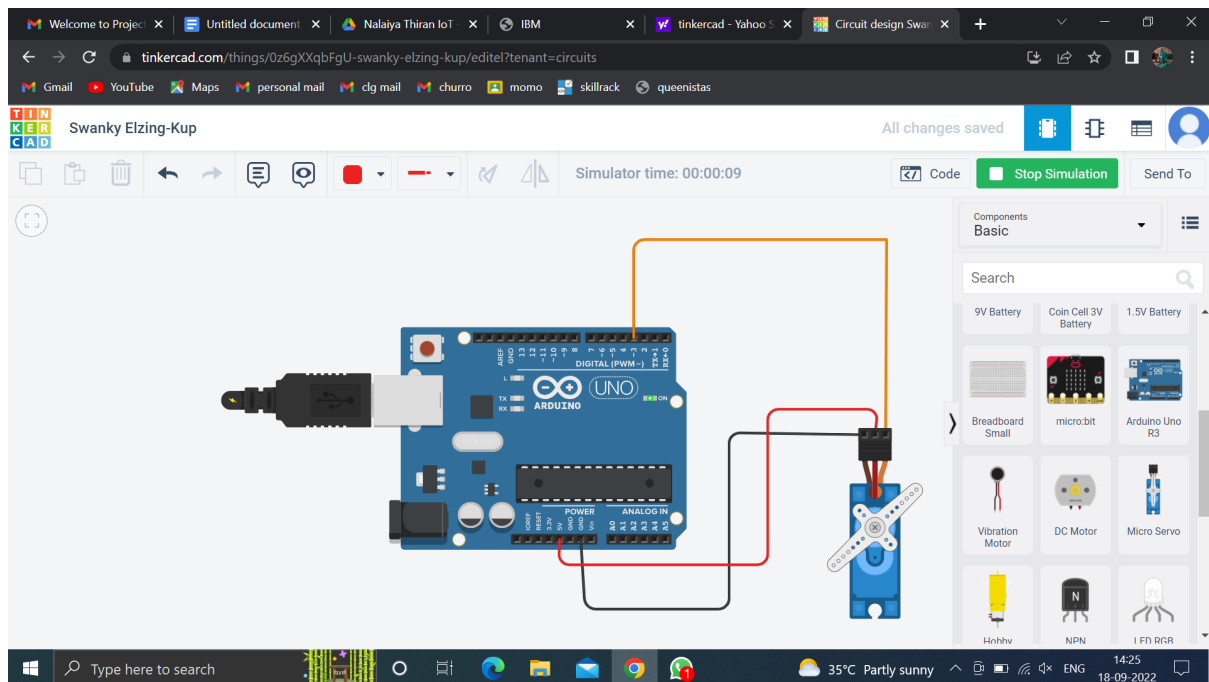 Welcome to Project
Untitled document
Nalaiya Thiran IoT -
IBM
tinkercad - Yahoo S
Circuit design Swan
tinkercad.com/things/0z6gXXqbFgU-swanky-elzing-kup/editel?tenant=circuits
Gmail
YouTube
Maps
personal mail
clg mail
churro
momo
skillrack
queenistas
TIN
KER
CAD
Swanky Elzing-Kup
All changes saved
Simulator time: 00:00:09
Code
Stop Simulation
Send To
Components
Basic
Search
9V Battery
Coin Cell 3V
Battery
1.5V Battery
Breadboard
Small
micro:bit
Arduino Uno
R3
Vibration
Motor
DC Motor
Micro Servo
Hobby
NPN
LED RGB
N
AREF
GND
13
12
~11
~10
~9
8
7
~6
~5
4
~3
2
TX→1
RX←0
DIGITAL (PWM~)
L
TX
RX
UNO
ARDUINO
ON
POWER
ANALOG IN
IOREF
RESET
3.3V
5V
GND
GND
Vin
A0
A1
A2
A3
A4
A5
Type here to search
1
35°C Partly sunny
ENG
14:25
18-09-2022